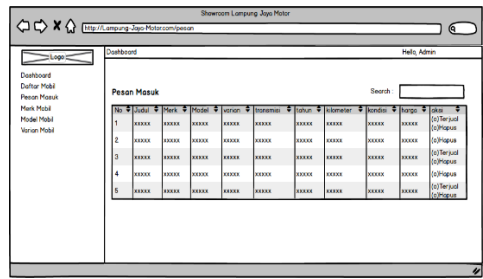 Showroom Lampung Jaya Motor
http://Lampung-Jaya-Motor.com/pesan
Logo
Dashboard
Hello, Admin
Dashboard
Daftar Mobil
Pesan Masuk
Merk Mobil
Model Mobil
Varian Mobil
Pesan Masuk
Search :
No Judul Merk Model varian transmisi tahun kilometer kondisi harga aksi
1 xxxxx xxxxx xxxxx xxxxx xxxxx xxxxx xxxxx xxxxx xxxxx (o)Terjual
(o)Hapus
2 xxxxx xxxxx xxxxx xxxxx xxxxx xxxxx xxxxx xxxxx xxxxx (o)Hapus
3 xxxxx xxxxx xxxxx xxxxx xxxxx xxxxx xxxxx xxxxx xxxxx (o)Terjual
(o)Hapus
4 xxxxx xxxxx xxxxx xxxxx xxxxx xxxxx xxxxx xxxxx xxxxx (o)Hapus
5 xxxxx xxxxx xxxxx xxxxx xxxxx xxxxx xxxxx xxxxx xxxxx (o)Terjual
(o)Hapus